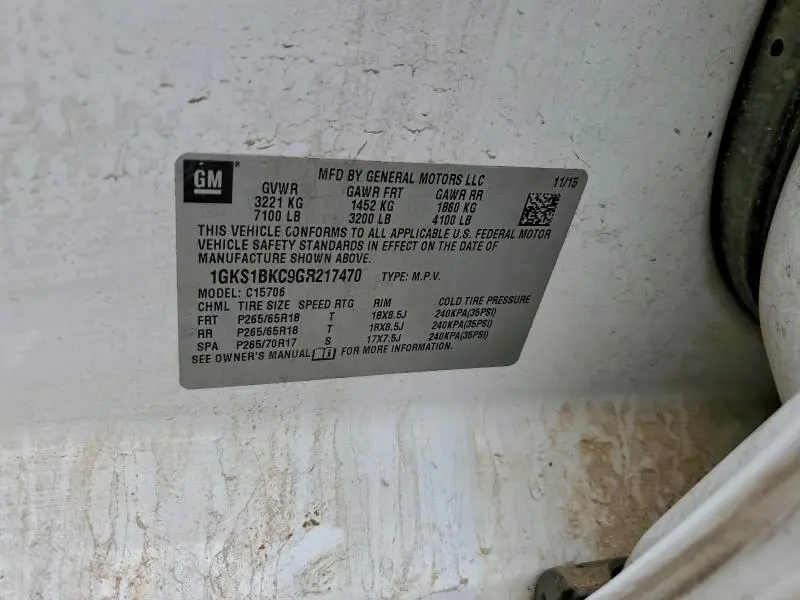 GM ® MFD BY GENERAL MOTORS LLC 11/15
GVWR GAWR FRT GAWR RR
3221 KG 1452 KG 1860 KG
7100 LB 3200 LB 4100 LB
THIS VEHICLE CONFORMS TO ALL APPLICABLE U.S. FEDERAL MOTOR
VEHICLE SAFETY STANDARDS IN EFFECT ON THE DATE OF
MANUFACTURE SHOWN ABOVE.
1GKS1BKC9GR217470 TYPE: M.P.V.
MODEL: C15706
CHML TIRE SIZE SPEED RTG RIM COLD TIRE PRESSURE
FRT P265/65R18 T 18X8.5J 240KPA(35PSI)
RR P265/65R18 T 18X8.5J 240KPA(35PSI)
SPA P265/70R17 S 17X7.5J 240KPA(35PSI)
SEE OWNER'S MANUAL FOR MORE INFORMATION.